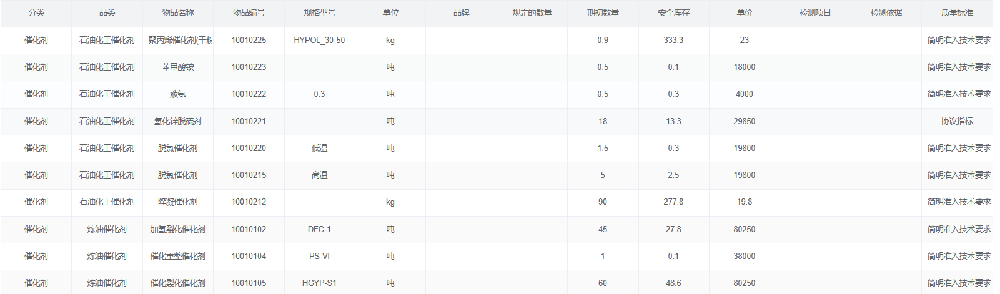 分类 品类 物品名称 物品编号 规格型号 单位 品牌 规定的数量 期初数量 安全库存 单价 检测项目 检测依据 质量标准
催化剂 石油化工催化剂 聚丙烯催化剂(干粉 10010225 HYPOL_30-50 kg 0.9 333.3 23 简明准入技术要求
催化剂 石油化工催化剂 苯甲酸铵 10010223 吨 0.5 0.1 18000 简明准入技术要求
催化剂 石油化工催化剂 液氨 10010222 0.3 吨 0.5 0.3 4000 简明准入技术要求
催化剂 石油化工催化剂 氧化锌脱硫剂 10010221 吨 18 13.3 29850 协议指标
催化剂 石油化工催化剂 脱氯催化剂 10010220 低温 吨 1.5 0.3 19800 简明准入技术要求
催化剂 石油化工催化剂 脱氯催化剂 10010215 高温 吨 5 2.5 19800 简明准入技术要求
催化剂 石油化工催化剂 降凝催化剂 10010212 kg 90 277.8 19.8 简明准入技术要求
催化剂 炼油催化剂 加氢裂化催化剂 10010102 DFC-1 吨 45 27.8 80250 简明准入技术要求
催化剂 炼油催化剂 催化重整催化剂 10010104 PS-VI 吨 1 0.1 38000 简明准入技术要求
催化剂 炼油催化剂 催化裂化催化剂 10010105 HGYP-S1 吨 60 48.6 80250 简明准入技术要求